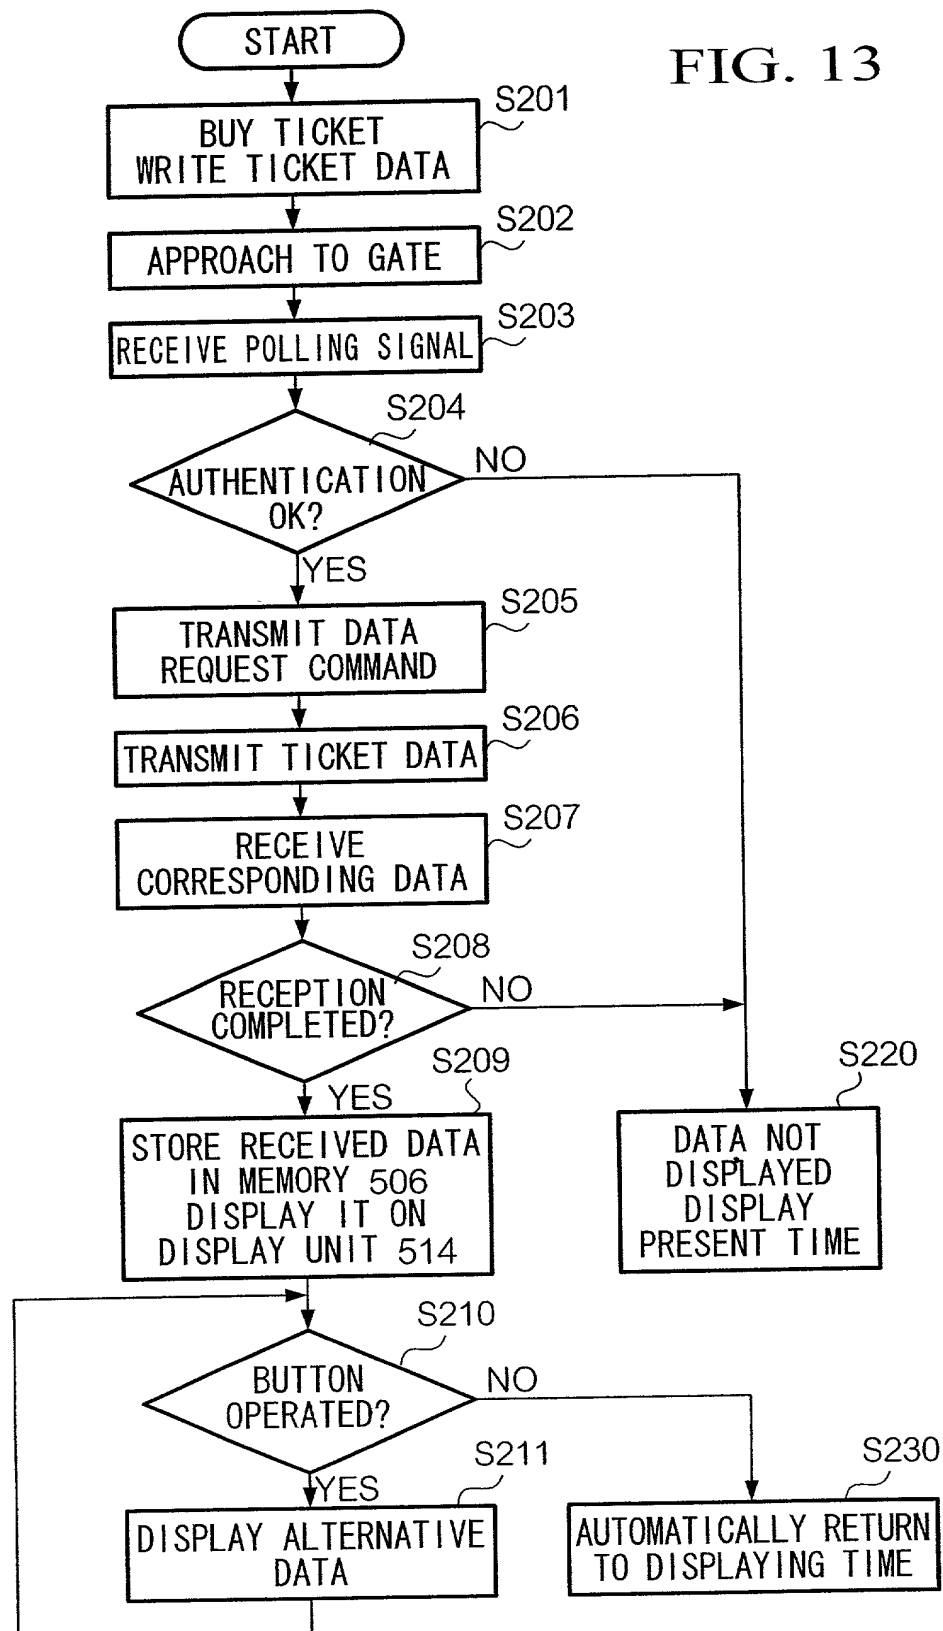 START
FIG. 13
S201
BUY TICKET
WRITE TICKET DATA
S202
APPROACH TO GATE
S203
RECEIVE POLLING SIGNAL
S204
AUTHENTICATION
OK?
NO
YES
S205
TRANSMIT DATA
REQUEST COMMAND
S206
TRANSMIT TICKET DATA
S207
RECEIVE
CORRESPONDING DATA
S208
RECEPTION
COMPLETED?
NO
YES
S209
STORE RECEIVED DATA
IN MEMORY 506
DISPLAY IT ON
DISPLAY UNIT 514
S220
DATA NOT
DISPLAYED
DISPLAY
PRESENT TIME
S210
BUTTON
OPERATED?
NO
YES
S211
DISPLAY ALTERNATIVE
DATA
S230
AUTOMATICALLY RETURN
TO DISPLAYING TIME